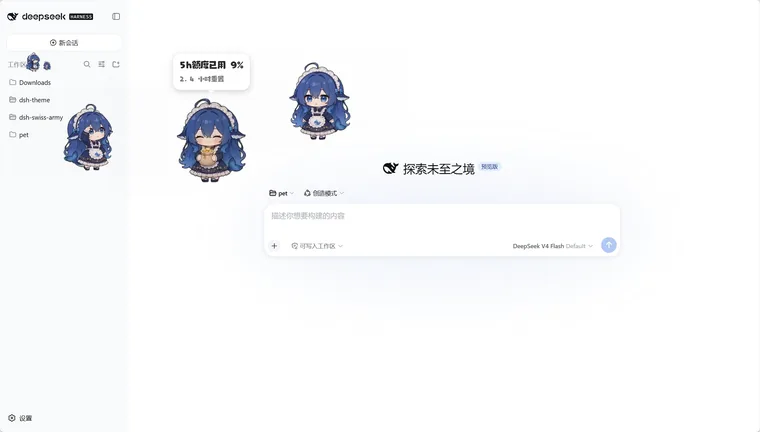 deepseek HARNESS
新会话
工作区
Downloads
dsh-theme
dsh-swiss-army
pet
设置
5h额度已用 9%
2.4 小时重置
探索未至之境 预览版
pet 创造模式
描述你想要构建的内容
可写入工作区
DeepSeek V4 Flash Default